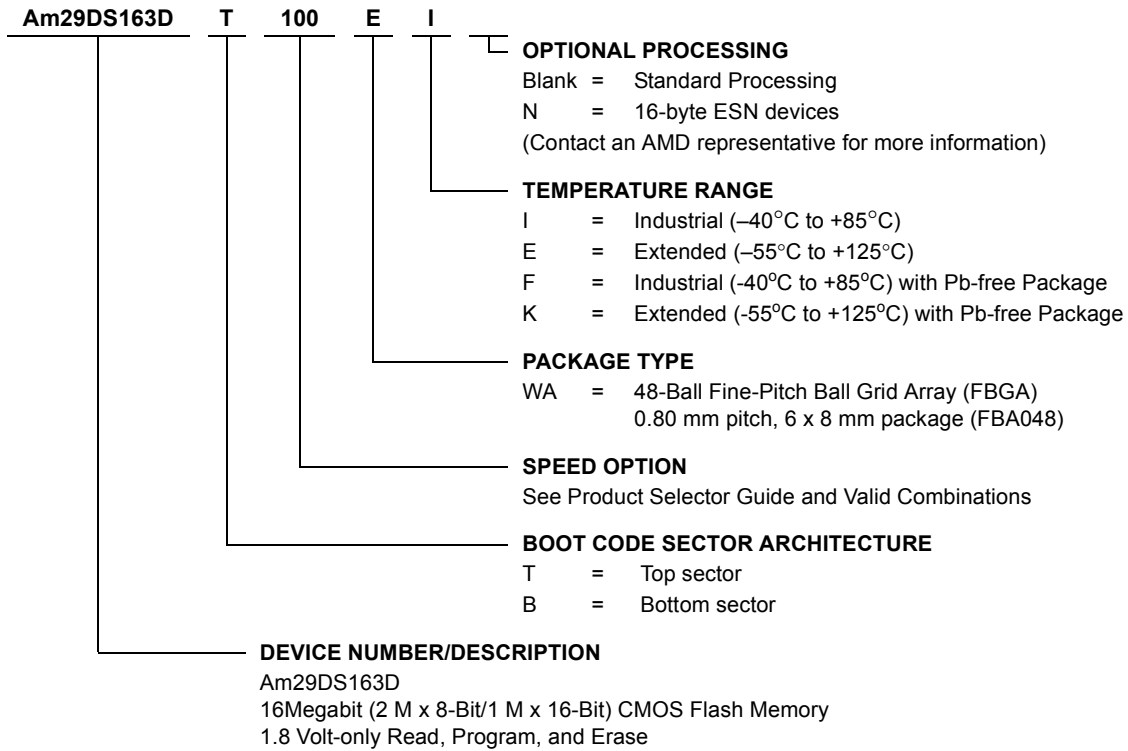 Am29DS163D T 100 E I
OPTIONAL PROCESSING
Blank = Standard Processing
N = 16-byte ESN devices
(Contact an AMD representative for more information)
TEMPERATURE RANGE
I = Industrial (–40°C to +85°C)
E = Extended (–55°C to +125°C)
F = Industrial (-40oC to +85oC) with Pb-free Package
K = Extended (-55oC to +125oC) with Pb-free Package
PACKAGE TYPE
WA = 48-Ball Fine-Pitch Ball Grid Array (FBGA)
0.80 mm pitch, 6 x 8 mm package (FBA048)
SPEED OPTION
See Product Selector Guide and Valid Combinations
BOOT CODE SECTOR ARCHITECTURE
T = Top sector
B = Bottom sector
DEVICE NUMBER/DESCRIPTION
Am29DS163D
16Megabit (2 M x 8-Bit/1 M x 16-Bit) CMOS Flash Memory
1.8 Volt-only Read, Program, and Erase